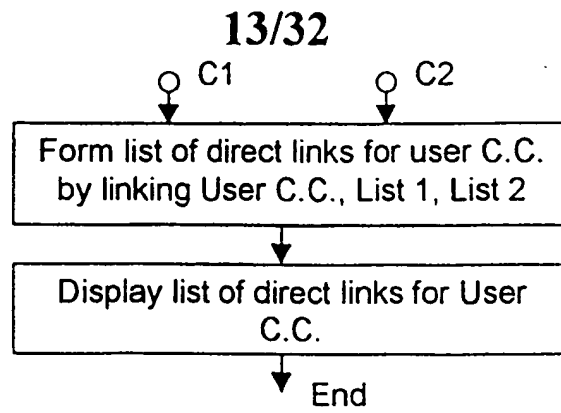 13/32
C1
C2
Form list of direct links for user C.C.
by linking User C.C., List 1, List 2
Display list of direct links for User
C.C.
End